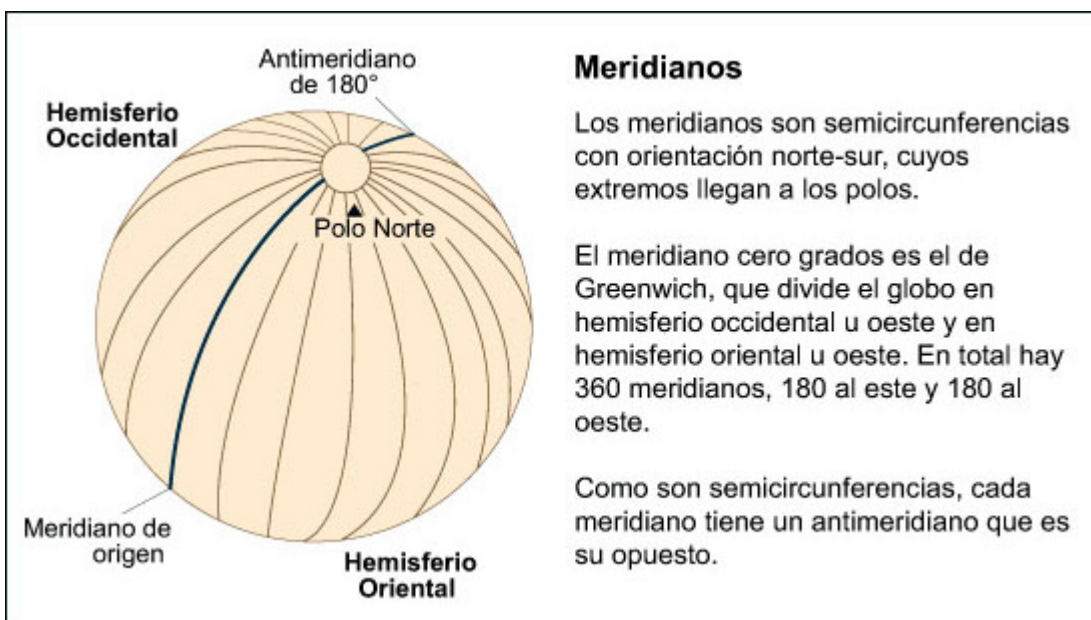 Antimeridiano
de 180°
Hemisferio
Occidental
Polo Norte
Meridiano de
origen
Hemisferio
Oriental
Meridianos
Los meridianos son semicircunferencias
con orientación norte-sur, cuyos
extremos llegan a los polos.
El meridiano cero grados es el de
Greenwich, que divide el globo en
hemisferio occidental u oeste y en
hemisferio oriental u oeste. En total hay
360 meridianos, 180 al este y 180 al
oeste.
Como son semicircunferencias, cada
meridiano tiene un antimeridiano que es
su opuesto.